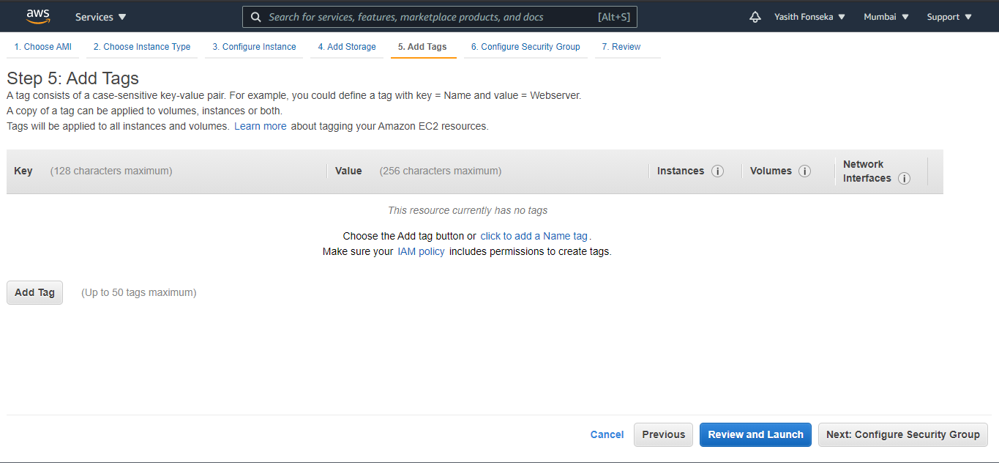 aws Services Search for services, features, marketplace products, and docs [Alt+S] Yasith Fonseka Mumbai Support
1. Choose AMI 2. Choose Instance Type 3. Configure Instance 4. Add Storage 5. Add Tags 6. Configure Security Group 7. Review
Step 5: Add Tags
A tag consists of a case-sensitive key-value pair. For example, you could define a tag with key = Name and value = Webserver.
A copy of a tag can be applied to volumes, instances or both.
Tags will be applied to all instances and volumes. Learn more about tagging your Amazon EC2 resources.
Key (128 characters maximum) Value (256 characters maximum) Instances i Volumes i Network
Interfaces i
This resource currently has no tags
Choose the Add tag button or click to add a Name tag.
Make sure your IAM policy includes permissions to create tags.
Add Tag (Up to 50 tags maximum)
Cancel Previous Review and Launch Next: Configure Security Group